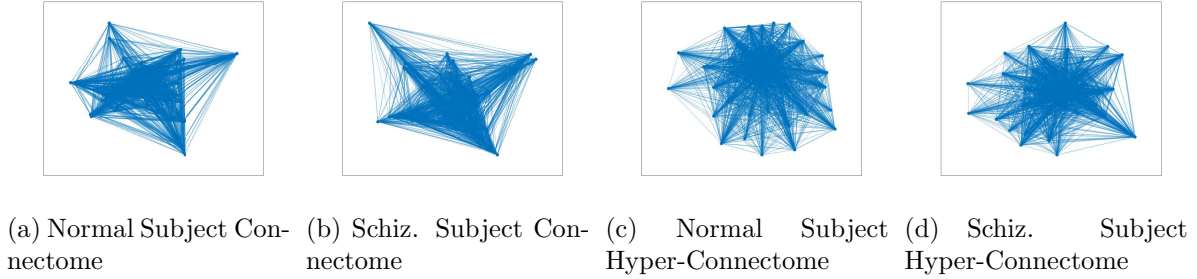 (a) Normal Subject Con-
nectome
(b) Schiz. Subject Con-
nectome
(c) Normal Subject
Hyper-Connectome
(d) Schiz. Subject
Hyper-Connectome